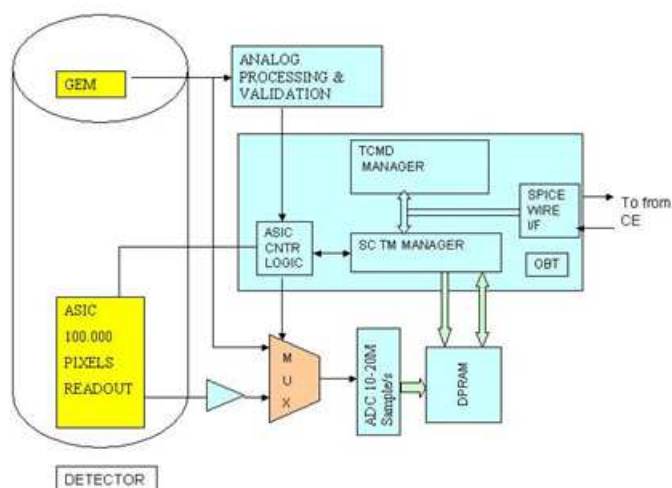 GEM
ANALOG
PROCESSING &
VALIDATION
TCMD
MANAGER
SPICE
WIRE
I/F
To from
CE
ASIC
CNTR
LOGIC
SC TM MANAGER
OBT
ASIC
100.000
PIXELS
READOUT
M
U
X
ADC 10-20M
Sample/s
DPRAM
DETECTOR